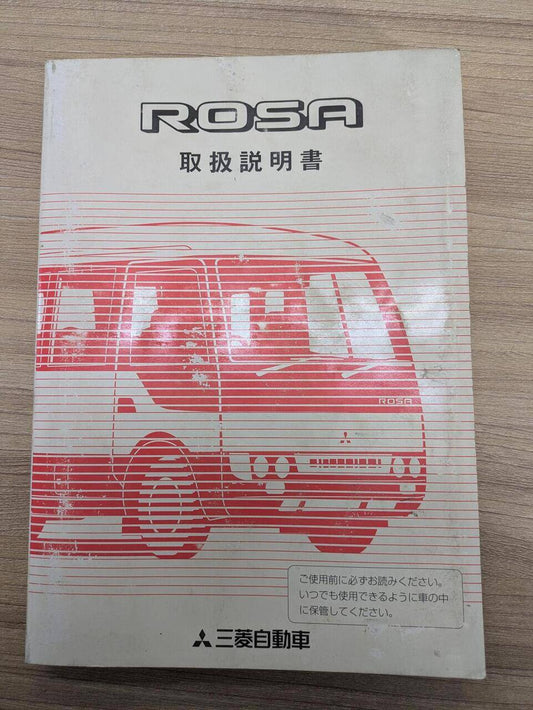 ROSA
取扱説明書
ROSA
ご使用前に必ずお読みください。
いつでも使用できるように車の中
に保管してください。
三菱自動車